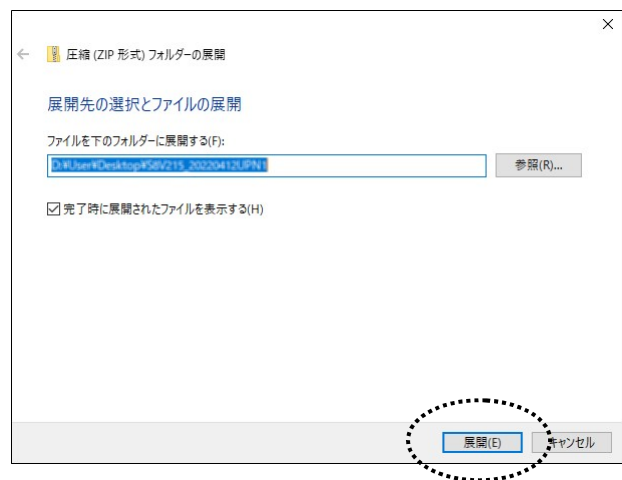 圧縮 (ZIP 形式) フォルダーの展開
展開先の選択とファイルの展開
ファイルを下のフォルダーに展開する(F):
D:¥User¥Desktop¥S8V215_20220412UPN1
参照(R)...
完了時に展開されたファイルを表示する(H)
展開(E)
キャンセル